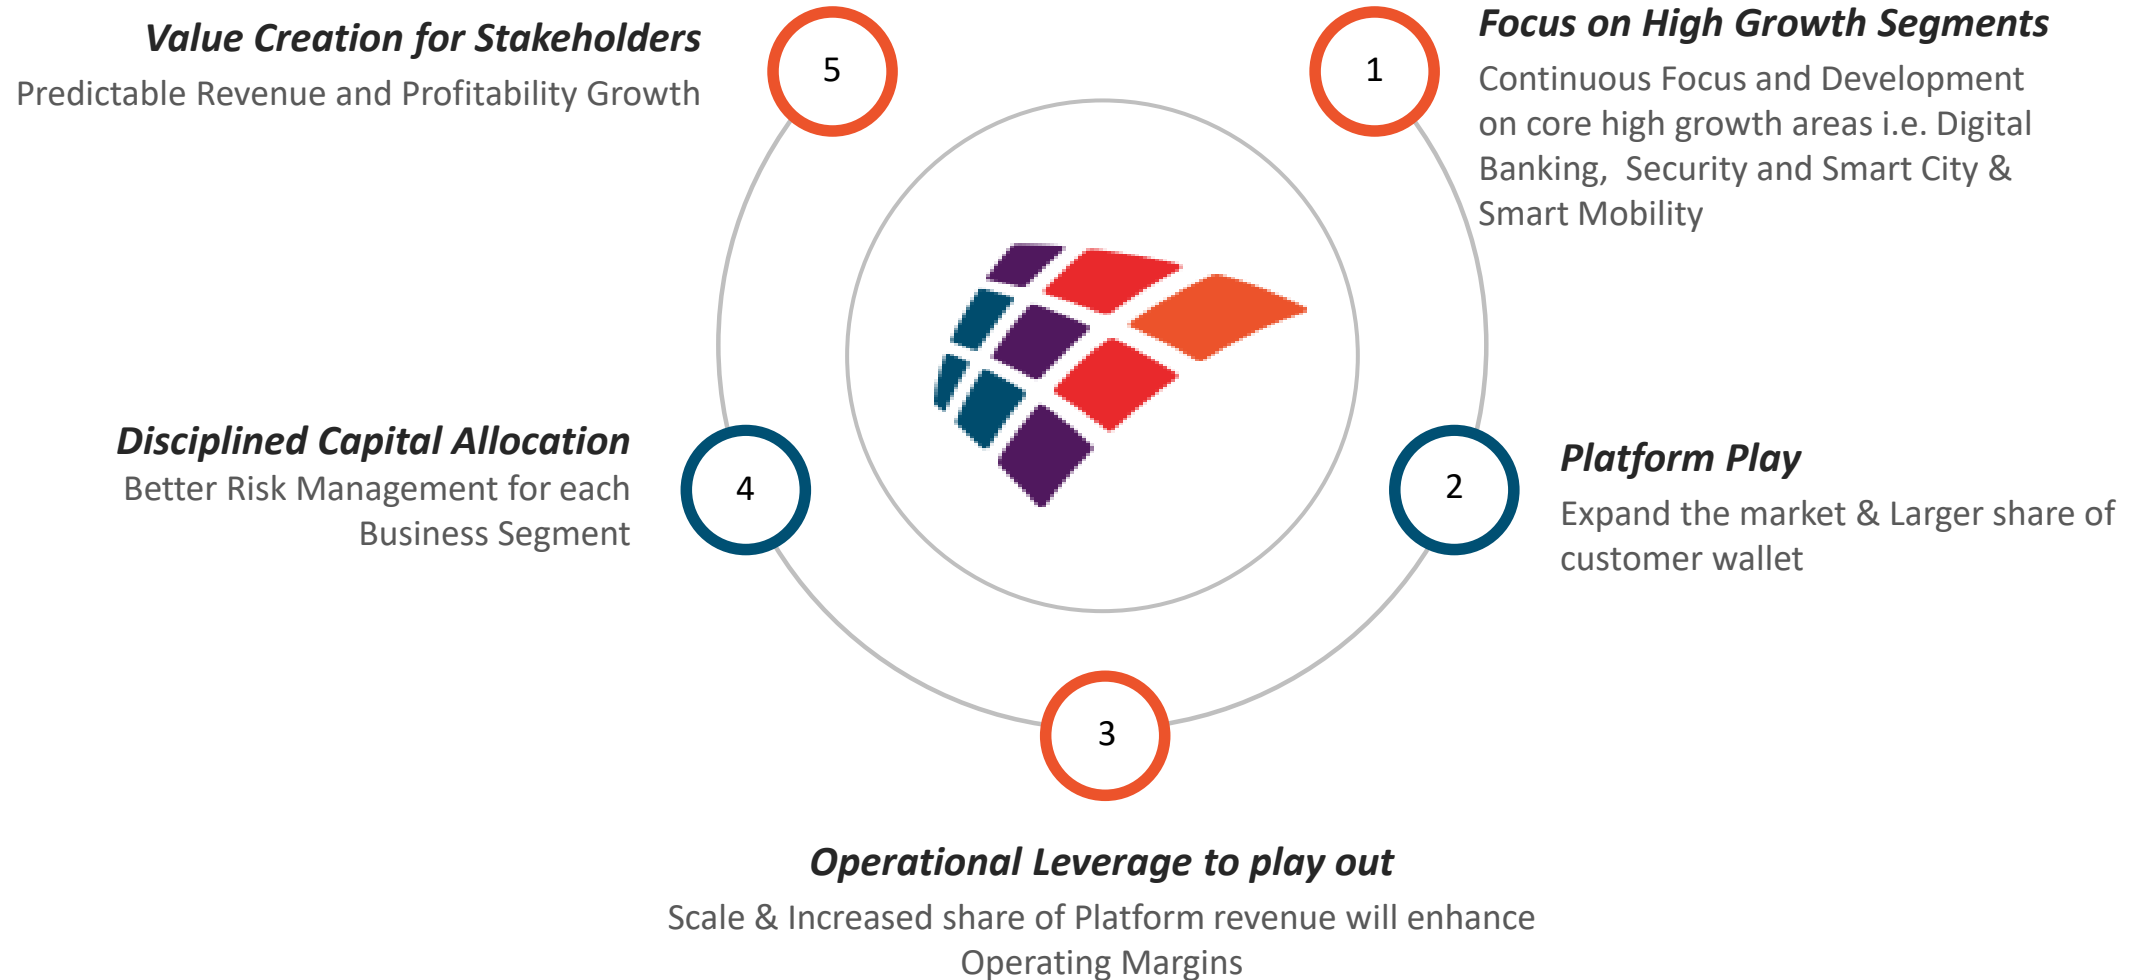 1
Focus on High Growth Segments
Continuous Focus and Development
on core high growth areas i.e. Digital
Banking,  Security and Smart City &
Smart Mobility
2
Platform Play
Expand the market & Larger share of
customer wallet
3
Operational Leverage to play out
Scale & Increased share of Platform revenue will enhance
Operating Margins
4
Disciplined Capital Allocation
Better Risk Management for each
Business Segment
5
Value Creation for Stakeholders
Predictable Revenue and Profitability Growth